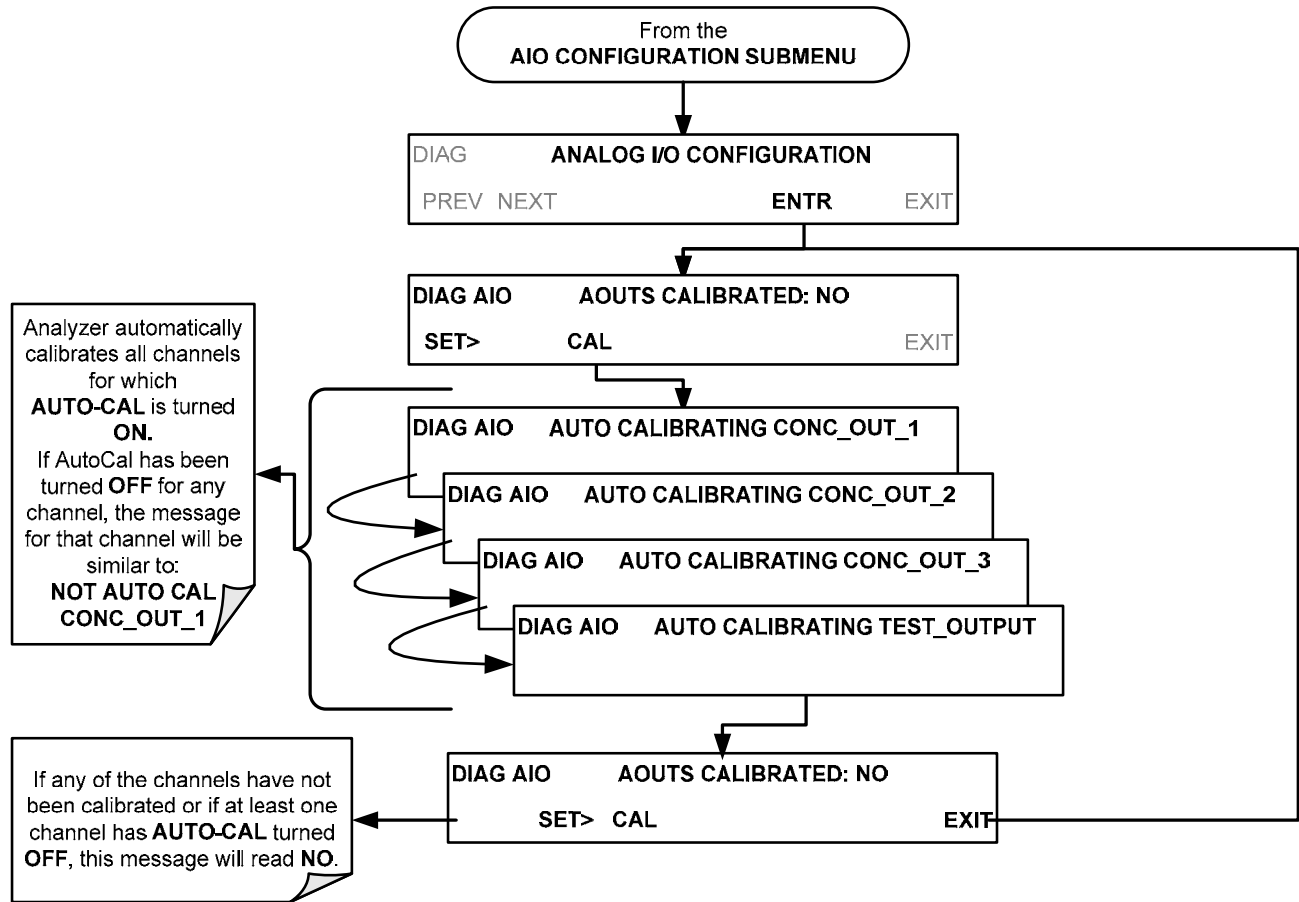 From the
AIO CONFIGURATION SUBMENU
DIAG ANALOG I/O CONFIGURATION
PREV NEXT ENTR EXIT
DIAG AIO AOUTS CALIBRATED: NO
SET> CAL EXIT
Analyzer automatically
calibrates all channels
for which
AUTO-CAL is turned
ON.
If AutoCal has been
turned OFF for any
channel, the message
for that channel will be
similar to:
NOT AUTO CAL
CONC_OUT_1
DIAG AIO AUTO CALIBRATING CONC_OUT_1
DIAG AIO AUTO CALIBRATING CONC_OUT_2
DIAG AIO AUTO CALIBRATING CONC_OUT_3
DIAG AIO AUTO CALIBRATING TEST_OUTPUT
If any of the channels have not
been calibrated or if at least one
channel has AUTO-CAL turned
OFF, this message will read NO.
DIAG AIO AOUTS CALIBRATED: NO
SET> CAL EXIT